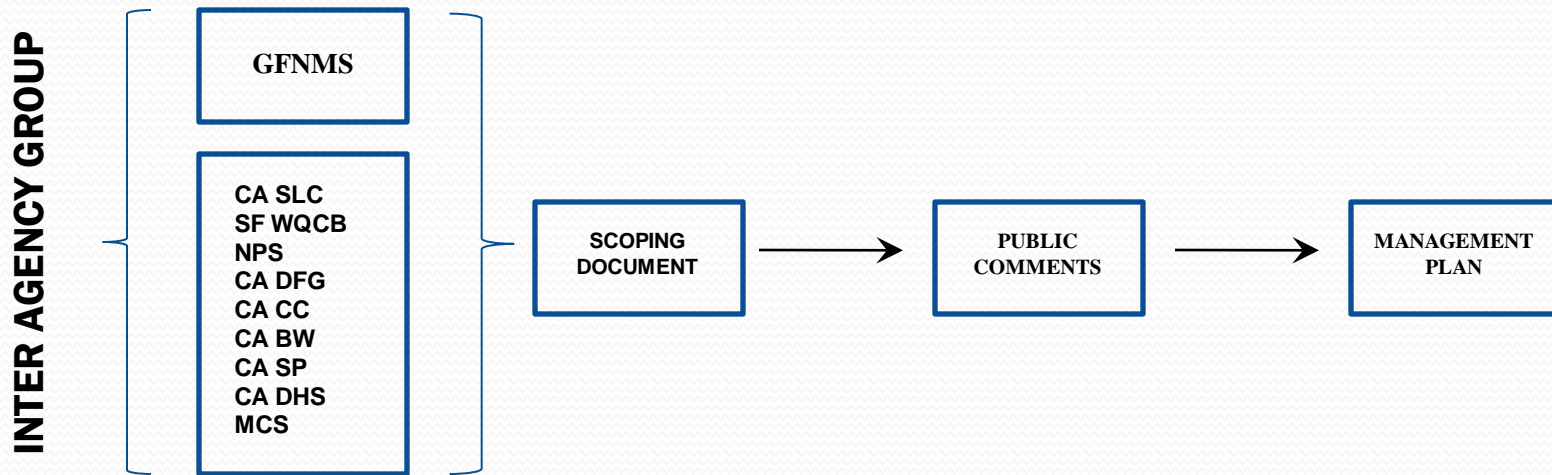 INTER AGENCY GROUP
GFNMS
CA SLC
SF WQCB
NPS
CA DFG
CA CC
CA BW
CA SP
CA DHS
MCS
SCOPING
DOCUMENT
PUBLIC
COMMENTS
MANAGEMENT
PLAN